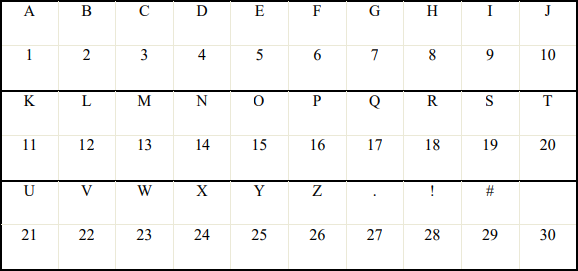 A B C D E F G H I J
1 2 3 4 5 6 7 8 9 10
K L M N O P Q R S T
11 12 13 14 15 16 17 18 19 20
U V W X Y Z . ! #
21 22 23 24 25 26 27 28 29 30